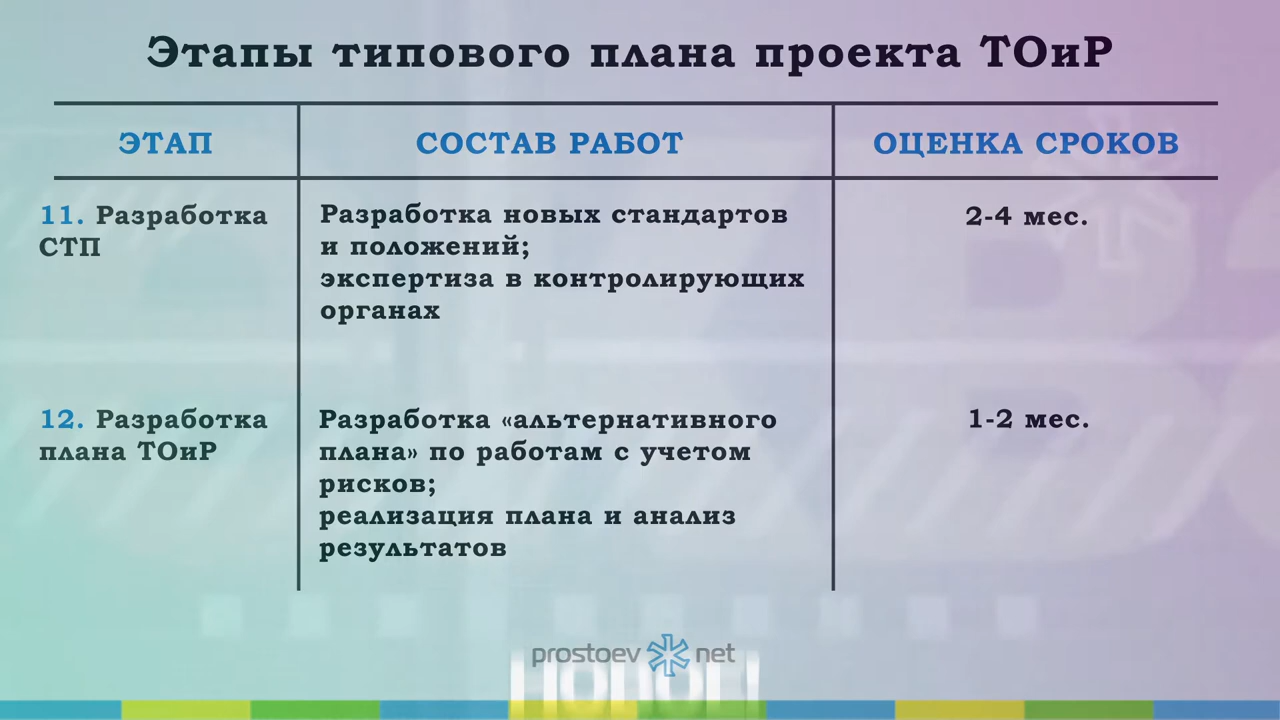 Этапы типового плана проекта ТОиР
ЭТАП
СОСТАВ РАБОТ
ОЦЕНКА СРОКОВ
11. Разработка
СТП
Разработка новых стандартов
и положений;
экспертиза в контролирующих
органах
2-4 мес.
12. Разработка
плана ТОиР
Разработка «альтернативного
плана» по работам с учетом
рисков;
реализация плана и анализ
результатов
1-2 мес.
prostoev net